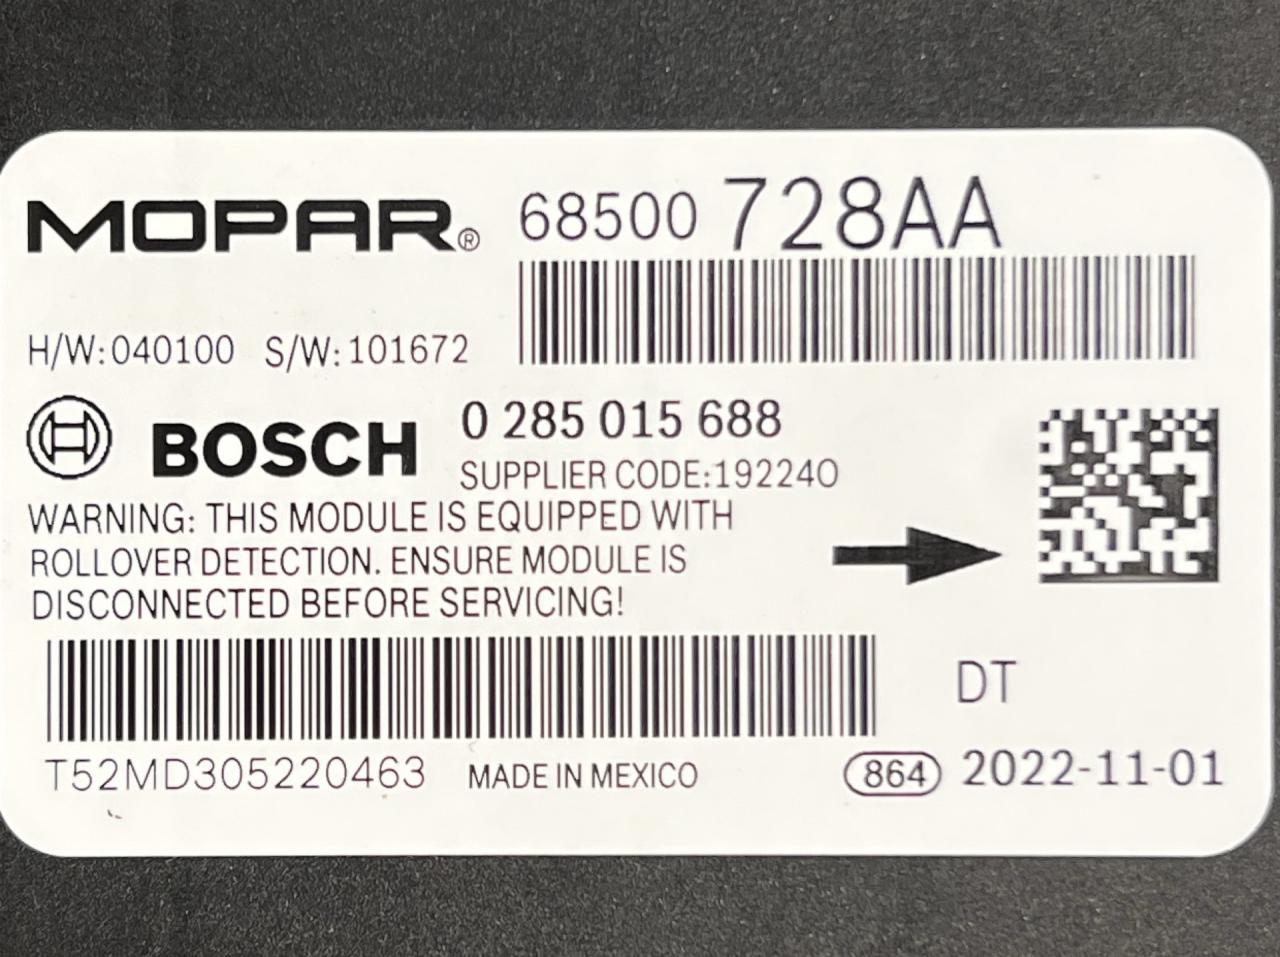 MOPAR® 68500 728AA
H/W:040100 S/W:101672
BOSCH 0 285 015 688
SUPPLIER CODE:19224O
WARNING: THIS MODULE IS EQUIPPED WITH
ROLLOVER DETECTION. ENSURE MODULE IS
DISCONNECTED BEFORE SERVICING!
DT
T52MD305220463 MADE IN MEXICO 864 2022-11-01